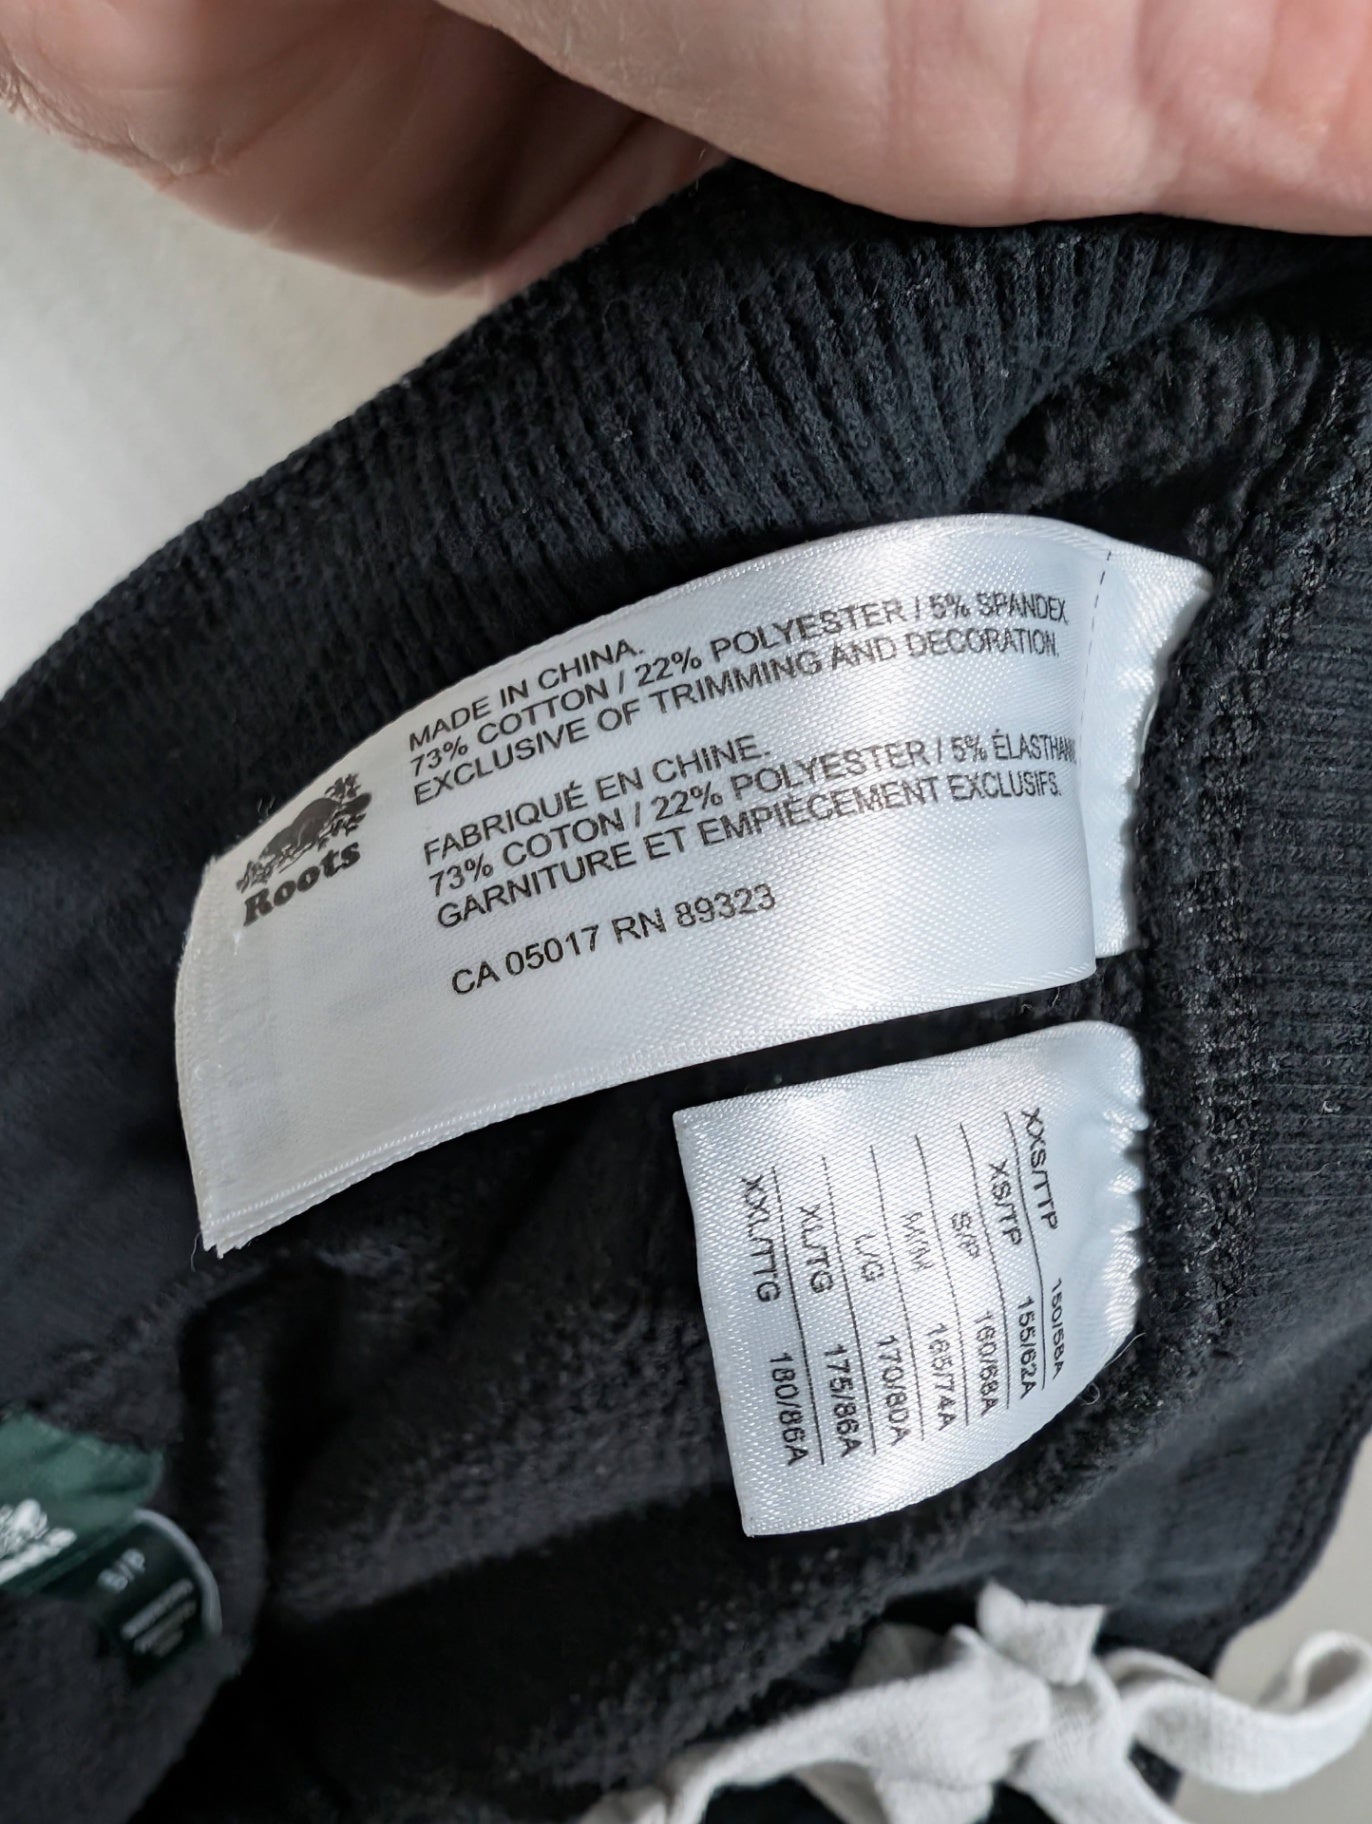 Roots
MADE IN CHINA.
73% COTTON / 22% POLYESTER / 5% SPANDEX
EXCLUSIVE OF TRIMMING AND DECORATION.
FABRIQUÉ EN CHINE.
73% COTON / 22% POLYESTER / 5% ÉLASTHAN
GARNITURE ET EMPIÈCEMENT EXCLUSIFS.
CA 05017 RN 89323
XXS/TTP 150/58A
XS/TP 155/62A
S/P 160/68A
M/M 165/74A
L/G 170/80A
XL/TG 175/86A
XXL/TTG 180/86A
S/P